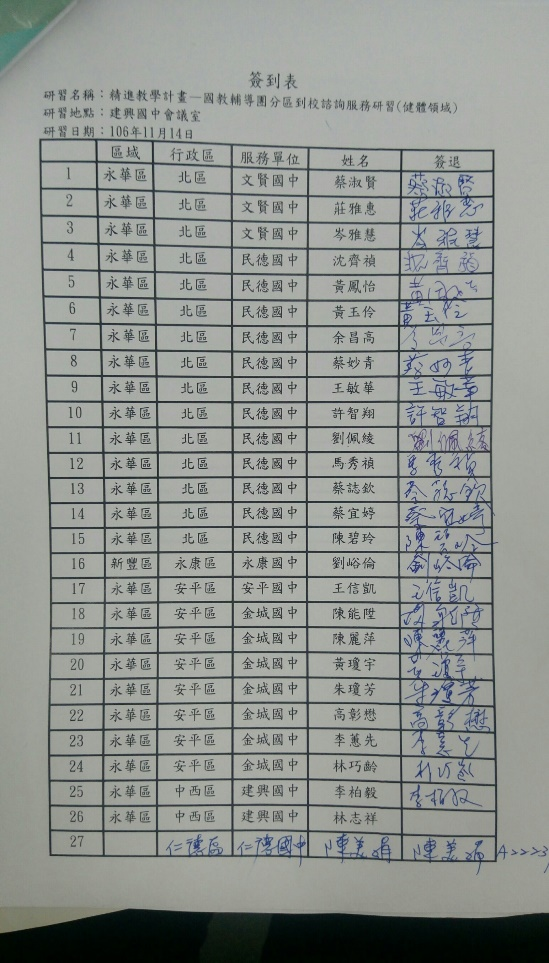 簽到表
研習名稱：精進教學計畫—國教輔導團分區到校諮詢服務研習(健體領域)
研習地點：建興國中會議室
研習日期：106年11月14日
區域 行政區 服務單位 姓名 簽退
1 永華區 北區 文賢國中 蔡淑賢 蔡淑賢
2 永華區 北區 文賢國中 莊雅惠 莊雅惠
3 永華區 北區 文賢國中 岑雅慧 岑雅慧
4 永華區 北區 民德國中 沈齊禎
5 永華區 北區 民德國中 黃鳳怡
6 永華區 北區 民德國中 黃玉伶 黃玉伶
7 永華區 北區 民德國中 余昌高
8 永華區 北區 民德國中 蔡妙青 蔡妙青
9 永華區 北區 民德國中 王敏華 王敏華
10 永華區 北區 民德國中 許智翔 許智翔
11 永華區 北區 民德國中 劉佩綾 劉佩綾
12 永華區 北區 民德國中 馬秀禎 馬秀禎
13 永華區 北區 民德國中 蔡誌欽
14 永華區 北區 民德國中 蔡宜婷 蔡宜婷
15 永華區 北區 民德國中 陳碧玲
16 新豐區 永康區 永康國中 劉峪倫 劉峪倫
17 永華區 安平區 安平國中 王信凱 王信凱
18 永華區 安平區 金城國中 陳能陞
19 永華區 安平區 金城國中 陳麗萍 陳麗萍
20 永華區 安平區 金城國中 黃瓊宇
21 永華區 安平區 金城國中 朱瓊芳 朱瓊芳
22 永華區 安平區 金城國中 高彰懋 高彰懋
23 永華區 安平區 金城國中 李蕙先 李蕙先
24 永華區 安平區 金城國中 林巧齡
25 永華區 中西區 建興國中 李柏毅
26 永華區 中西區 建興國中 林志祥
27 仁德區 仁德國中 陳美娟 陳美娟